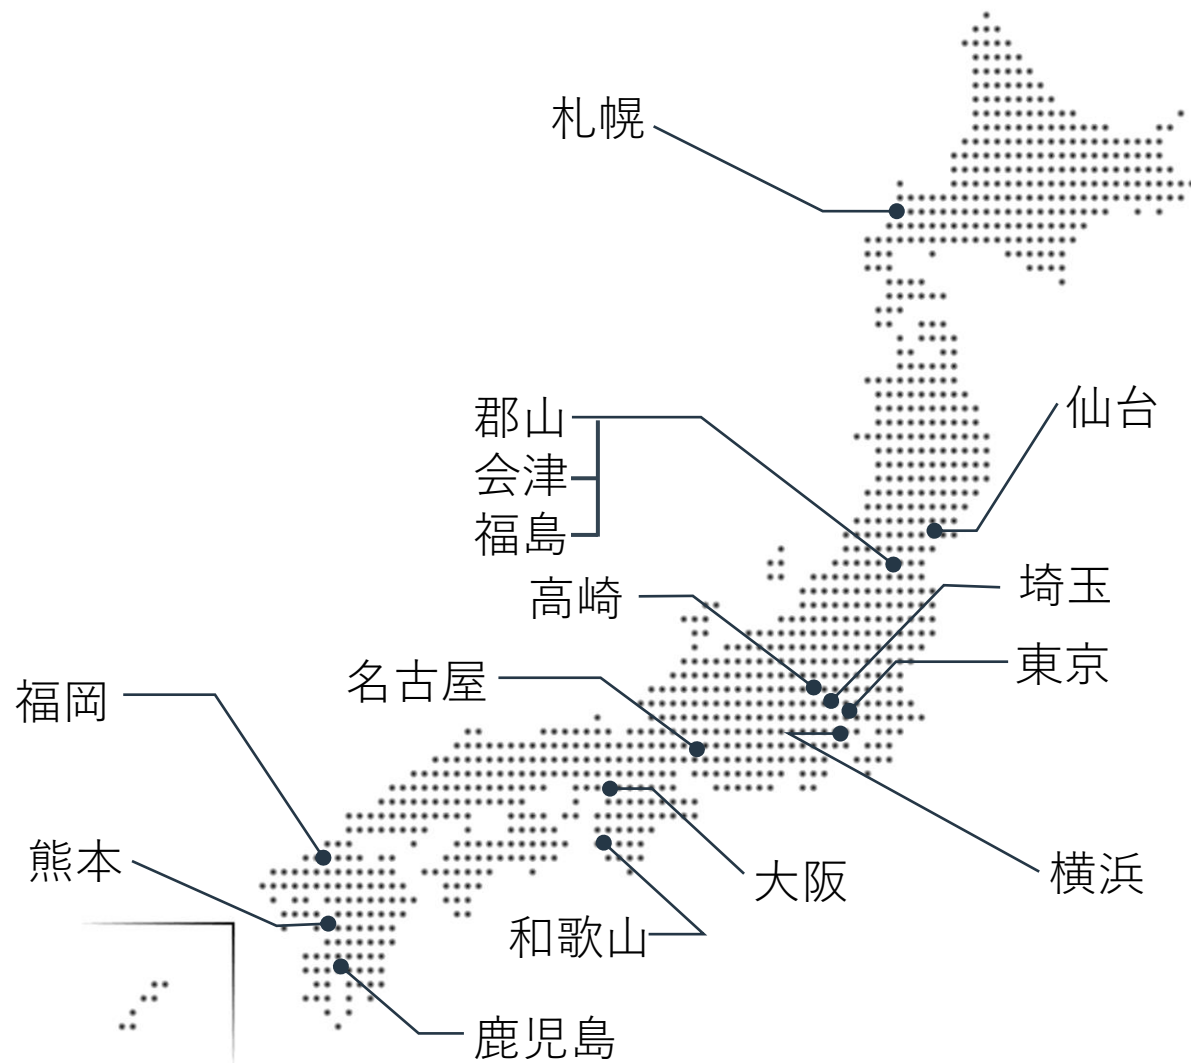 札幌
仙台
郡山
会津
福島
埼玉
高崎
東京
名古屋
福岡
熊本
大阪
横浜
和歌山
鹿児島